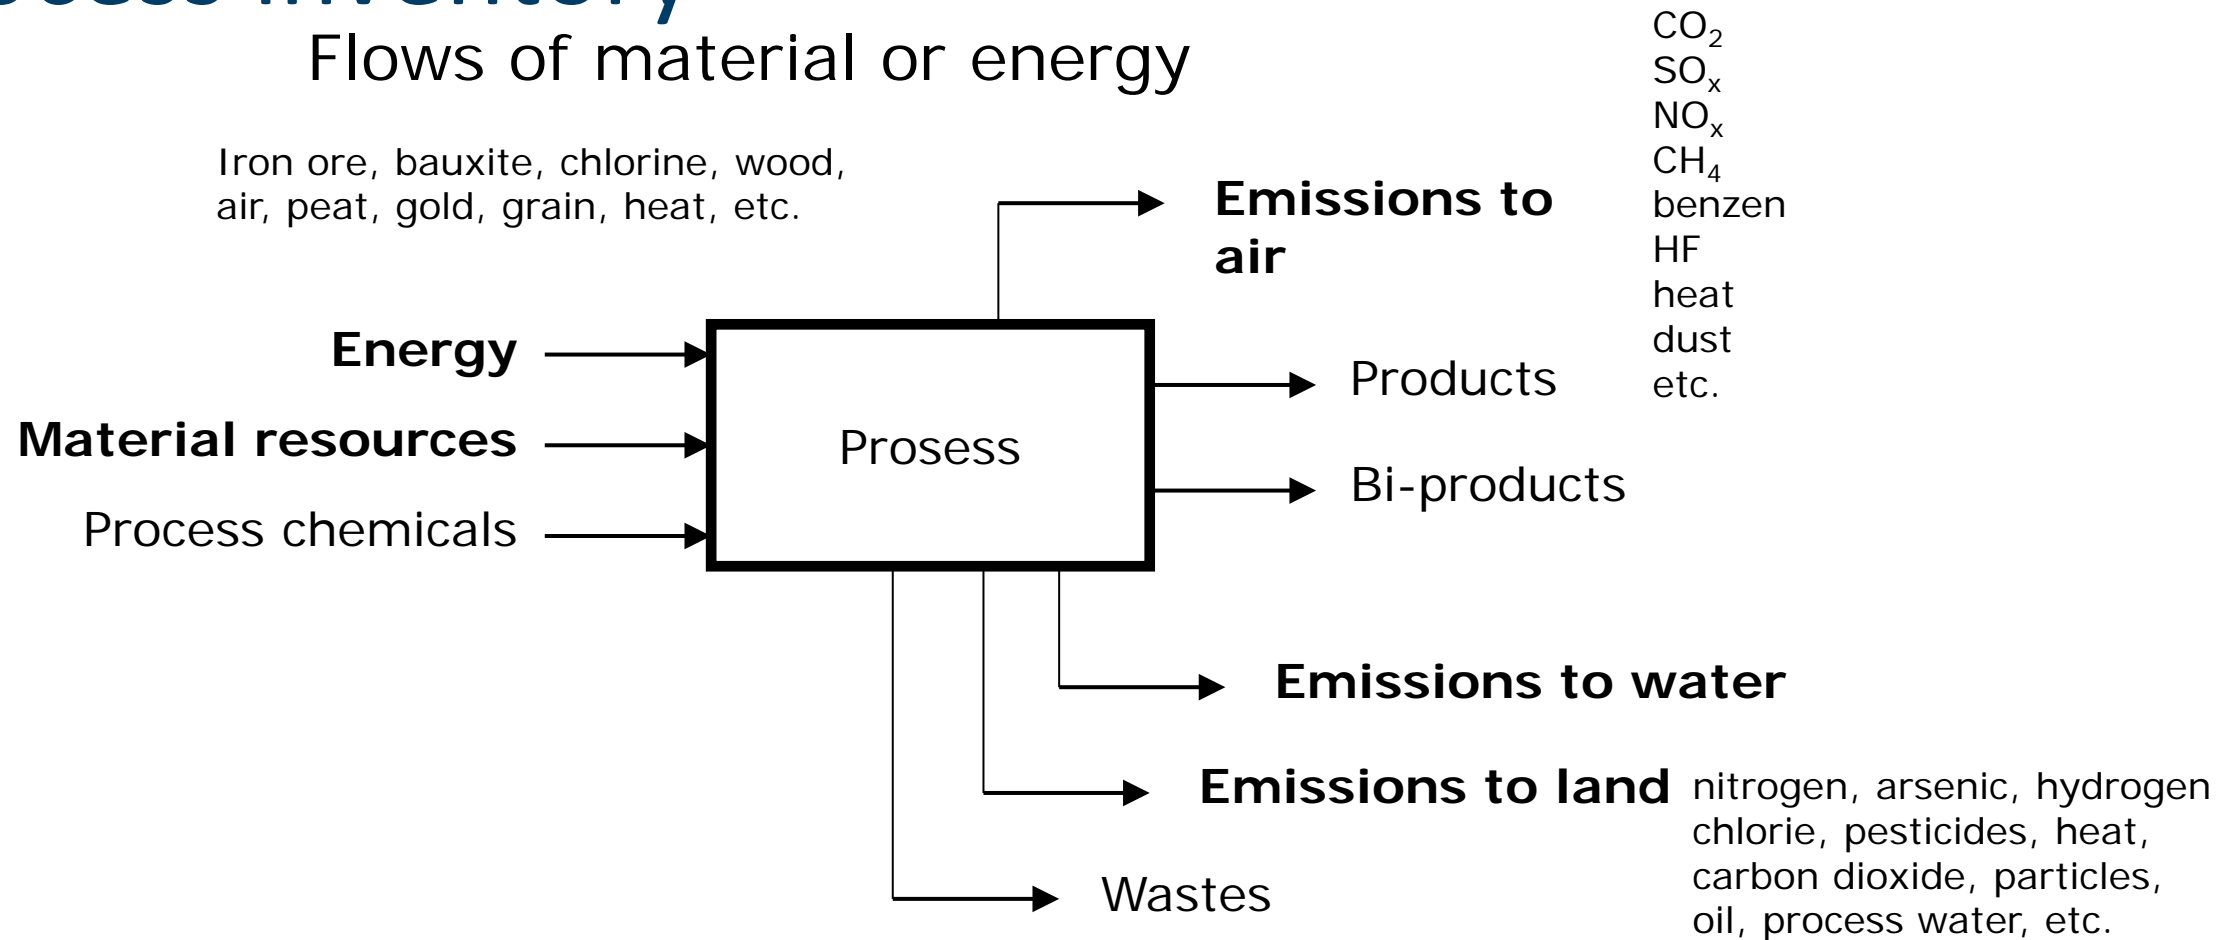 inventory
Flows of material or energy
Iron ore, bauxite, chlorine, wood,
air, peat, gold, grain, heat, etc.
CO₂
SOₓ
NOₓ
CH₄
benzen
HF
heat
dust
etc.
Emissions to
air
Energy
Material resources
Process chemicals
Prosess
Products
Bi-products
Emissions to water
Emissions to land
nitrogen, arsenic, hydrogen
chlorie, pesticides, heat,
carbon dioxide, particles,
oil, process water, etc.
Wastes